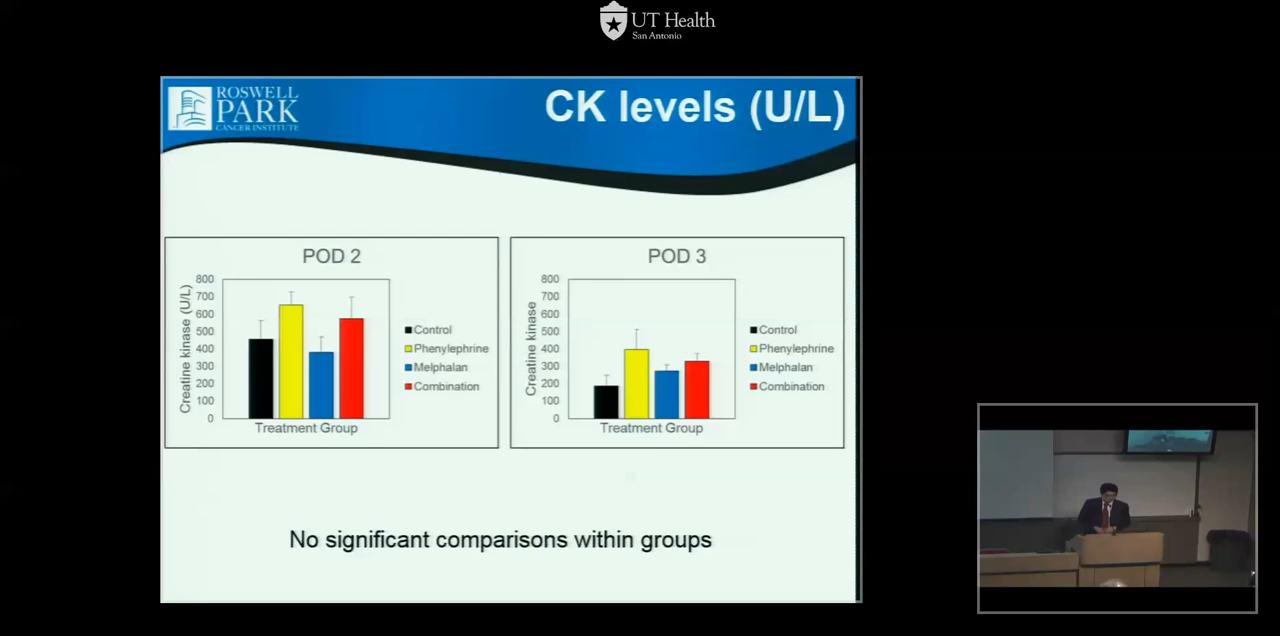 UT Health
San Antonio
ROSWELL
PARK
CANCER INSTITUTE
CK levels (U/L)
POD 2
Creatine kinase (U/L)
800
700
600
500
400
300
200
100
0
Treatment Group
Control
Phenylephrine
Melphalan
Combination
POD 3
Creatine kinase
800
700
600
500
400
300
200
100
0
Treatment Group
Control
Phenylephrine
Melphalan
Combination
No significant comparisons within groups